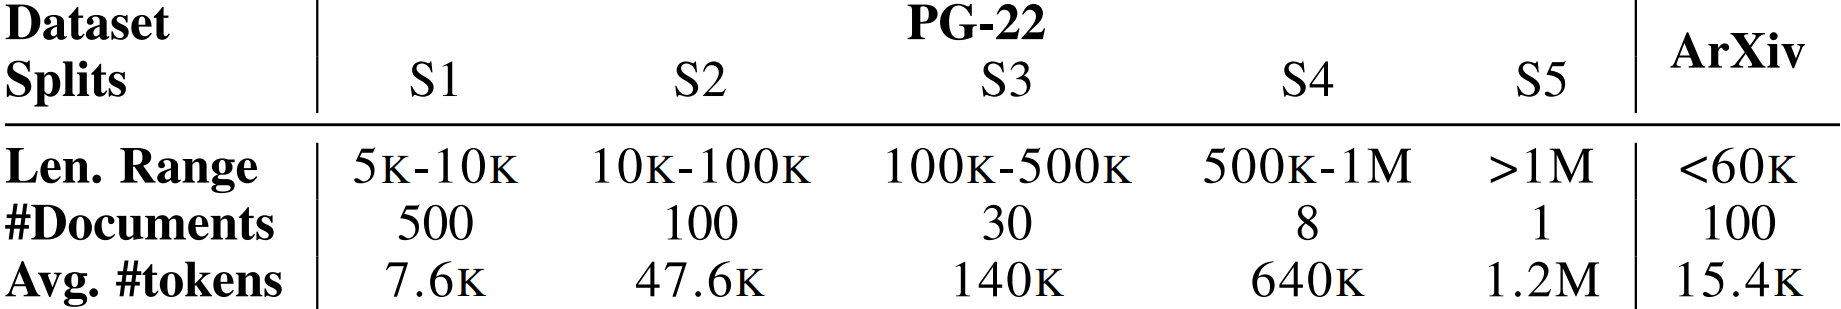 Dataset PG-22 ArXiv
Splits S1 S2 S3 S4 S5
Len. Range 5K-10K 10K-100K 100K-500K 500K-1M >1M <60K
#Documents 500 100 30 8 1 100
Avg. #tokens 7.6K 47.6K 140K 640K 1.2M 15.4K